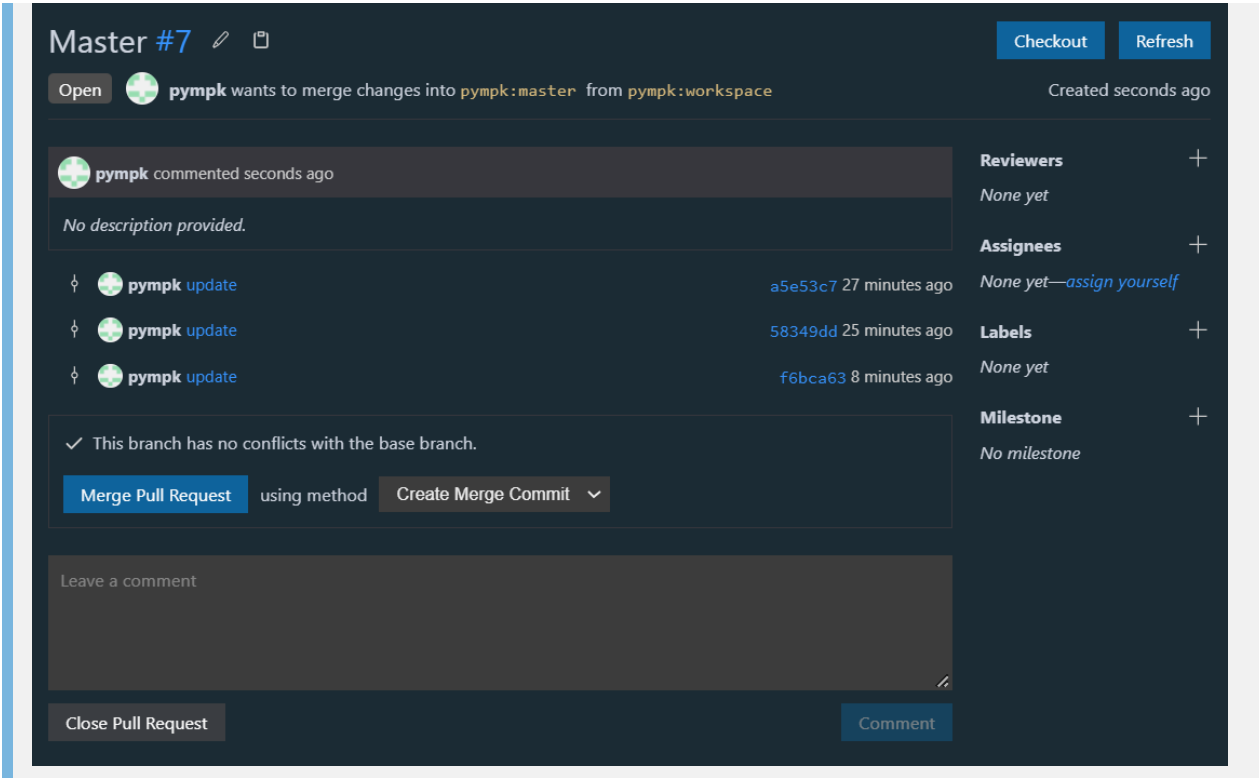 Master #7
Checkout
Refresh
Open pympk wants to merge changes into pympk:master from pympk:workspace
Created seconds ago
pympk commented seconds ago
No description provided.
pympk update a5e53c7 27 minutes ago
pympk update 58349dd 25 minutes ago
pympk update f6bca63 8 minutes ago
This branch has no conflicts with the base branch.
Merge Pull Request using method Create Merge Commit
Leave a comment
Close Pull Request
Comment
Reviewers
None yet
Assignees
None yet—assign yourself
Labels
None yet
Milestone
No milestone